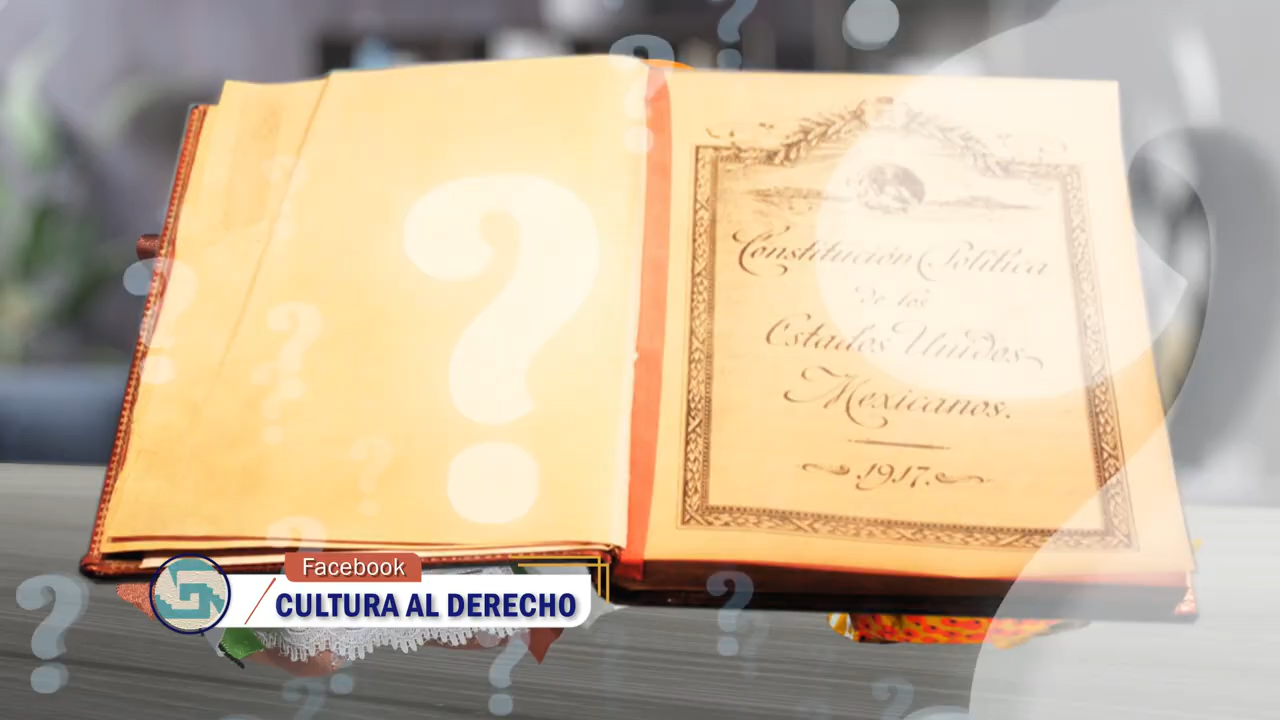 Constitución Política
de los
Estados Unidos
Mexicanos.
1917.
Facebook
CULTURA AL DERECHO